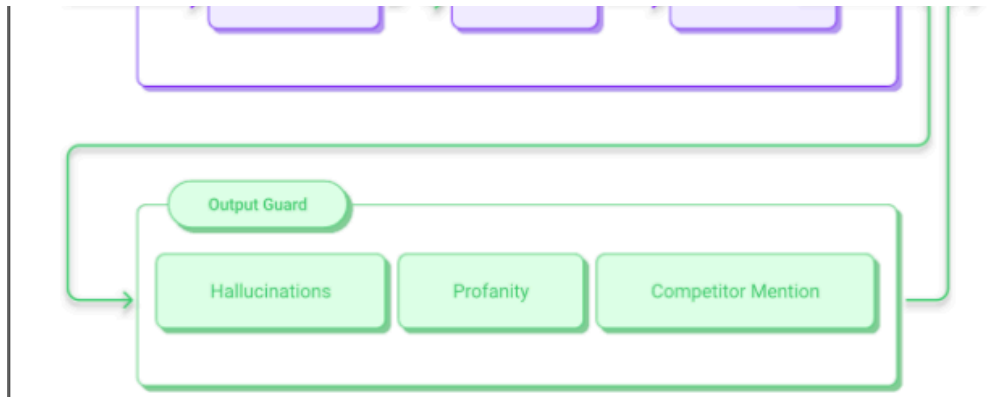 Output Guard
Hallucinations
Profanity
Competitor Mention